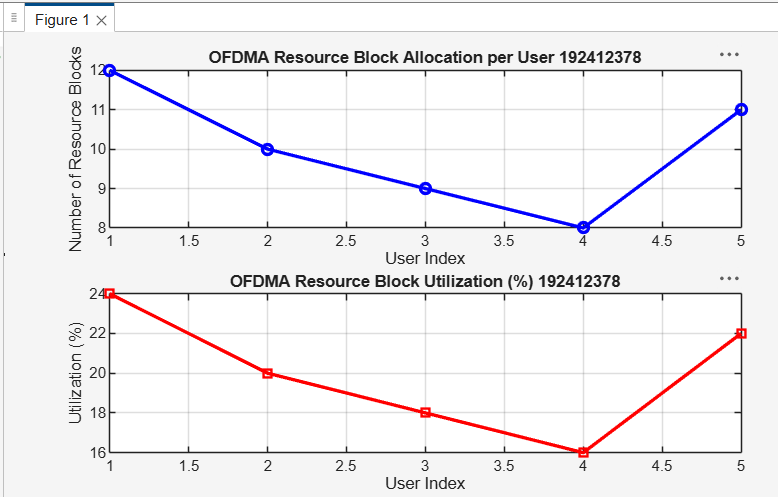 Figure 1
OFDMA Resource Block Allocation per User 192412378
Number of Resource Blocks
12
11
10
9
8
1 1.5 2 2.5 3 3.5 4 4.5 5
User Index
OFDMA Resource Block Utilization (%) 192412378
Utilization (%)
24
22
20
18
16
1 1.5 2 2.5 3 3.5 4 4.5 5
User Index